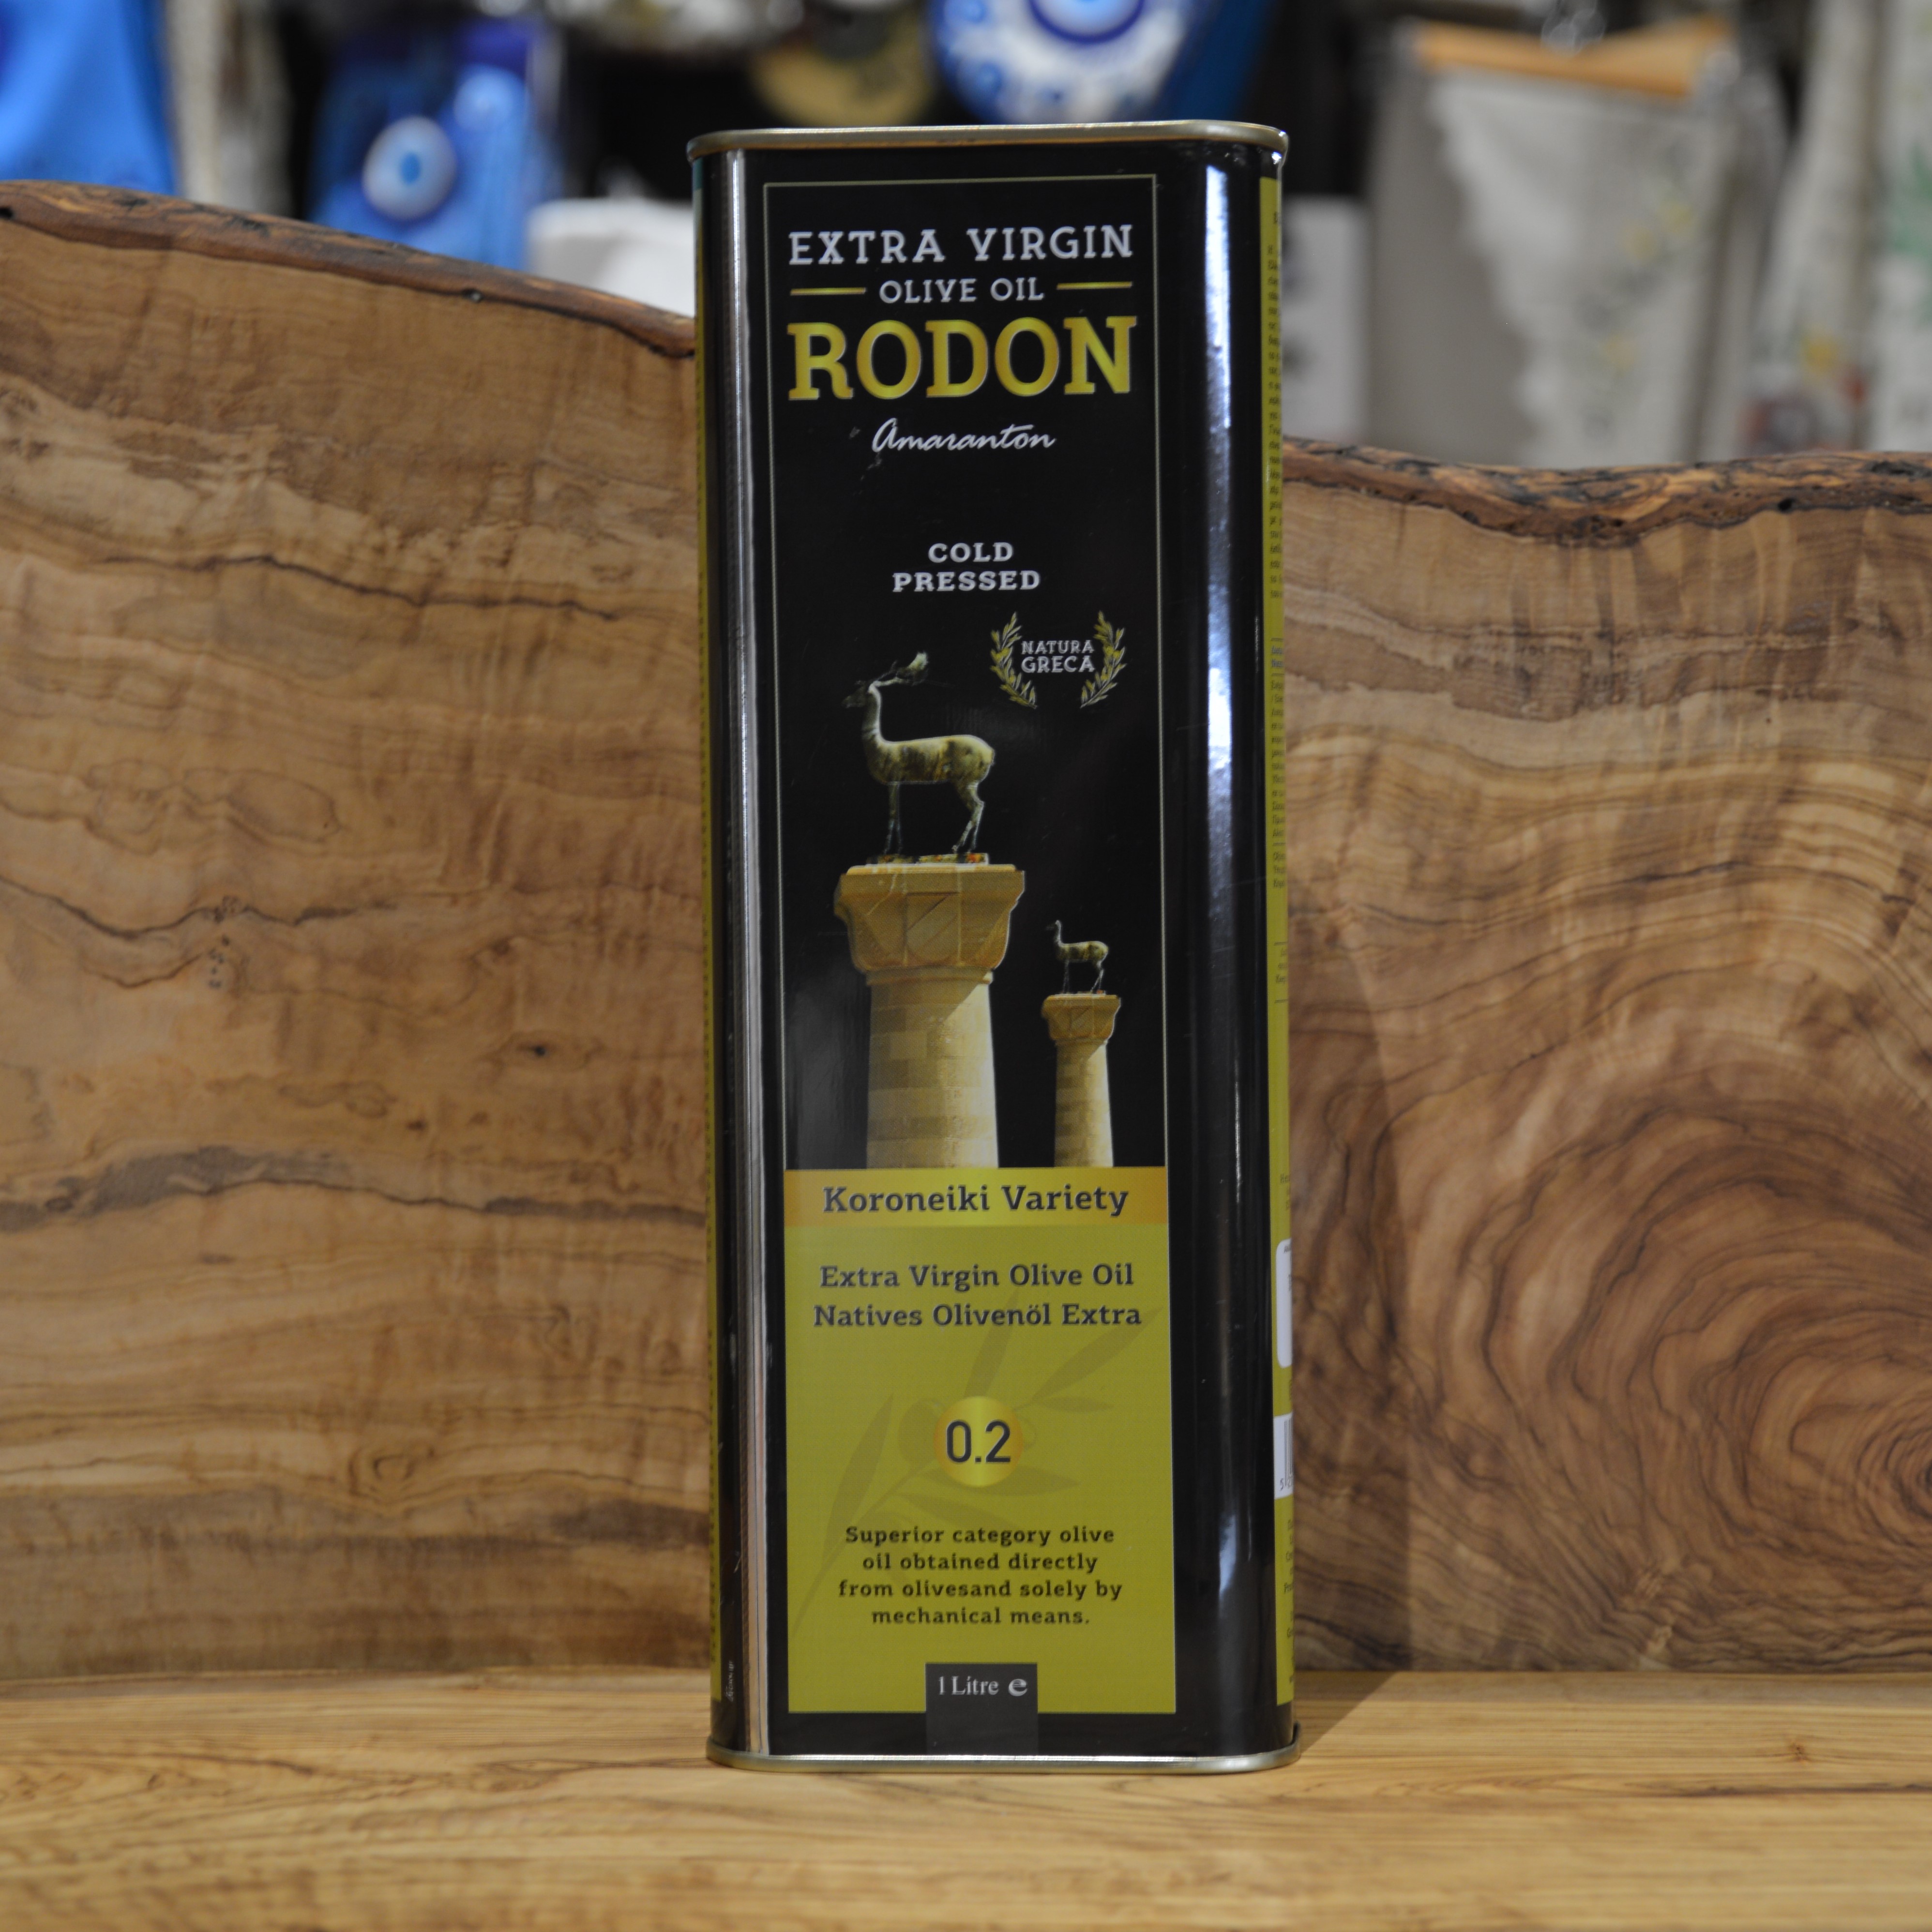 EXTRA VIRGIN
OLIVE OIL
RODON
Amaranton
COLD
PRESSED
NATURA
GRECA
Koroneiki Variety
Extra Virgin Olive Oil
Natives Olivenöl Extra
0.2
Superior category olive
oil obtained directly
from olivesand solely by
mechanical means.
1 Litre ℮